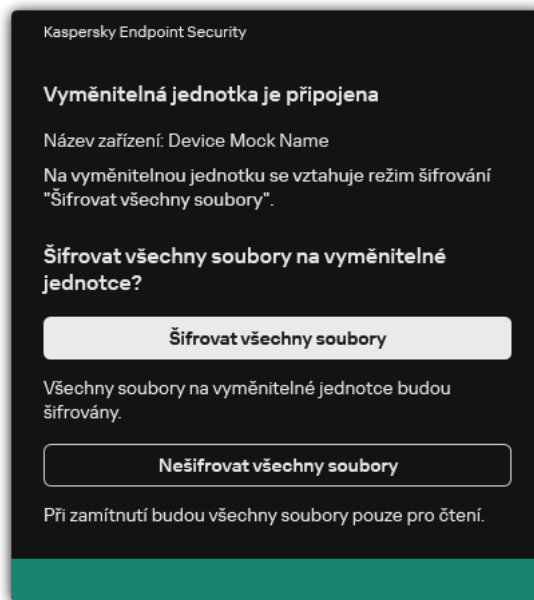 Kaspersky Endpoint Security
Vyměnitelná jednotka je připojena
Název zařízení: Device Mock Name
Na vyměnitelnou jednotku se vztahuje režim šifrování
"Šifrovat všechny soubory".
Šifrovat všechny soubory na vyměnitelné
jednotce?
Šifrovat všechny soubory
Všechny soubory na vyměnitelné jednotce budou
šifrovány.
Nešifrovat všechny soubory
Při zamítnutí budou všechny soubory pouze pro čtení.